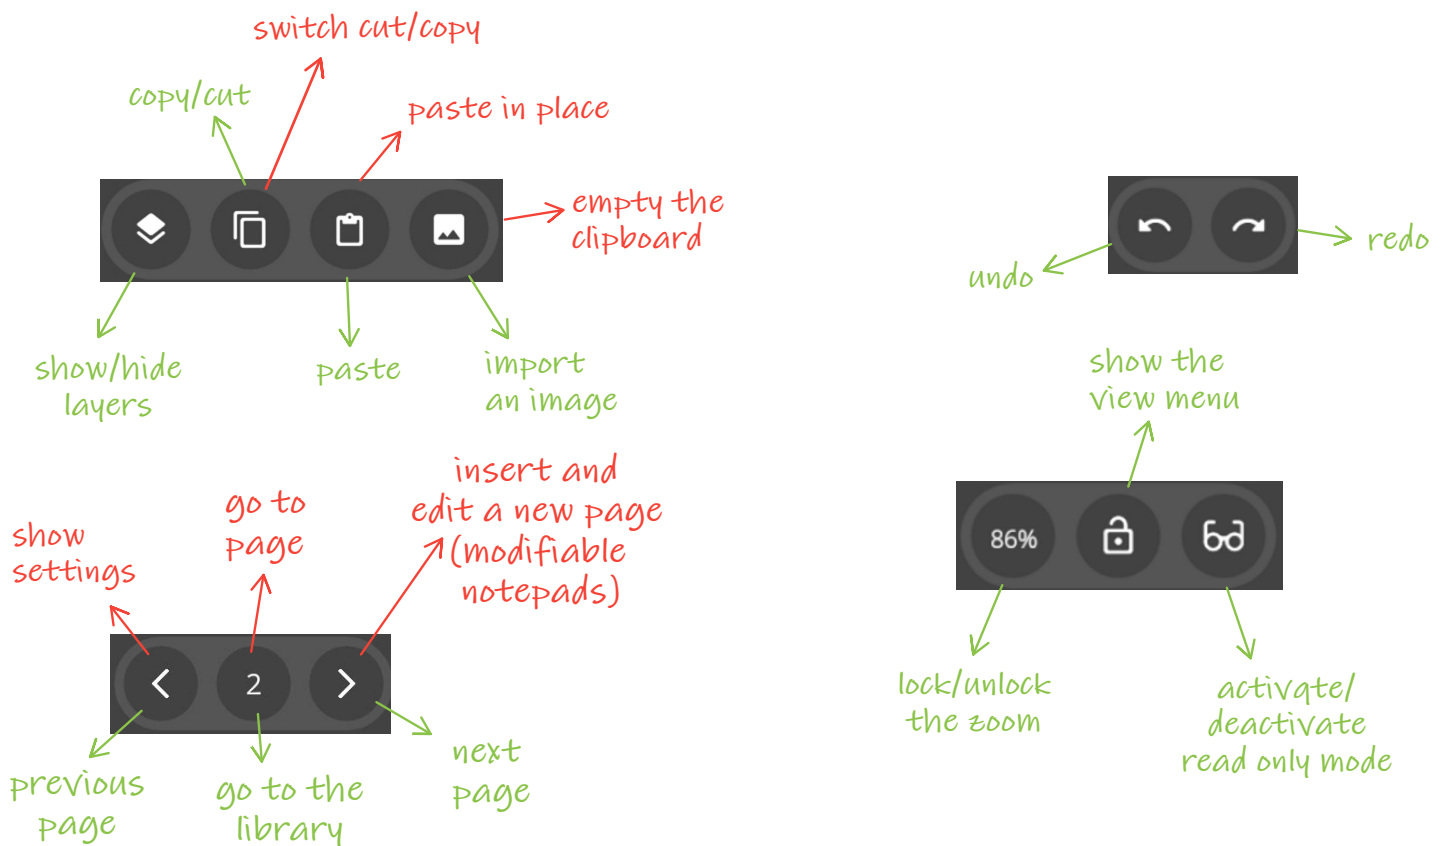 switch cut/copy
copy/cut
paste in place
empty the
clipboard
show/hide
layers
paste
import
an image
undo
redo
show the
view menu
86%
lock/unlock
the zoom
activate/
deactivate
read only mode
show
settings
go to
page
insert and
edit a new page
(modifiable
notepads)
2
previous
page
go to the
library
next
page